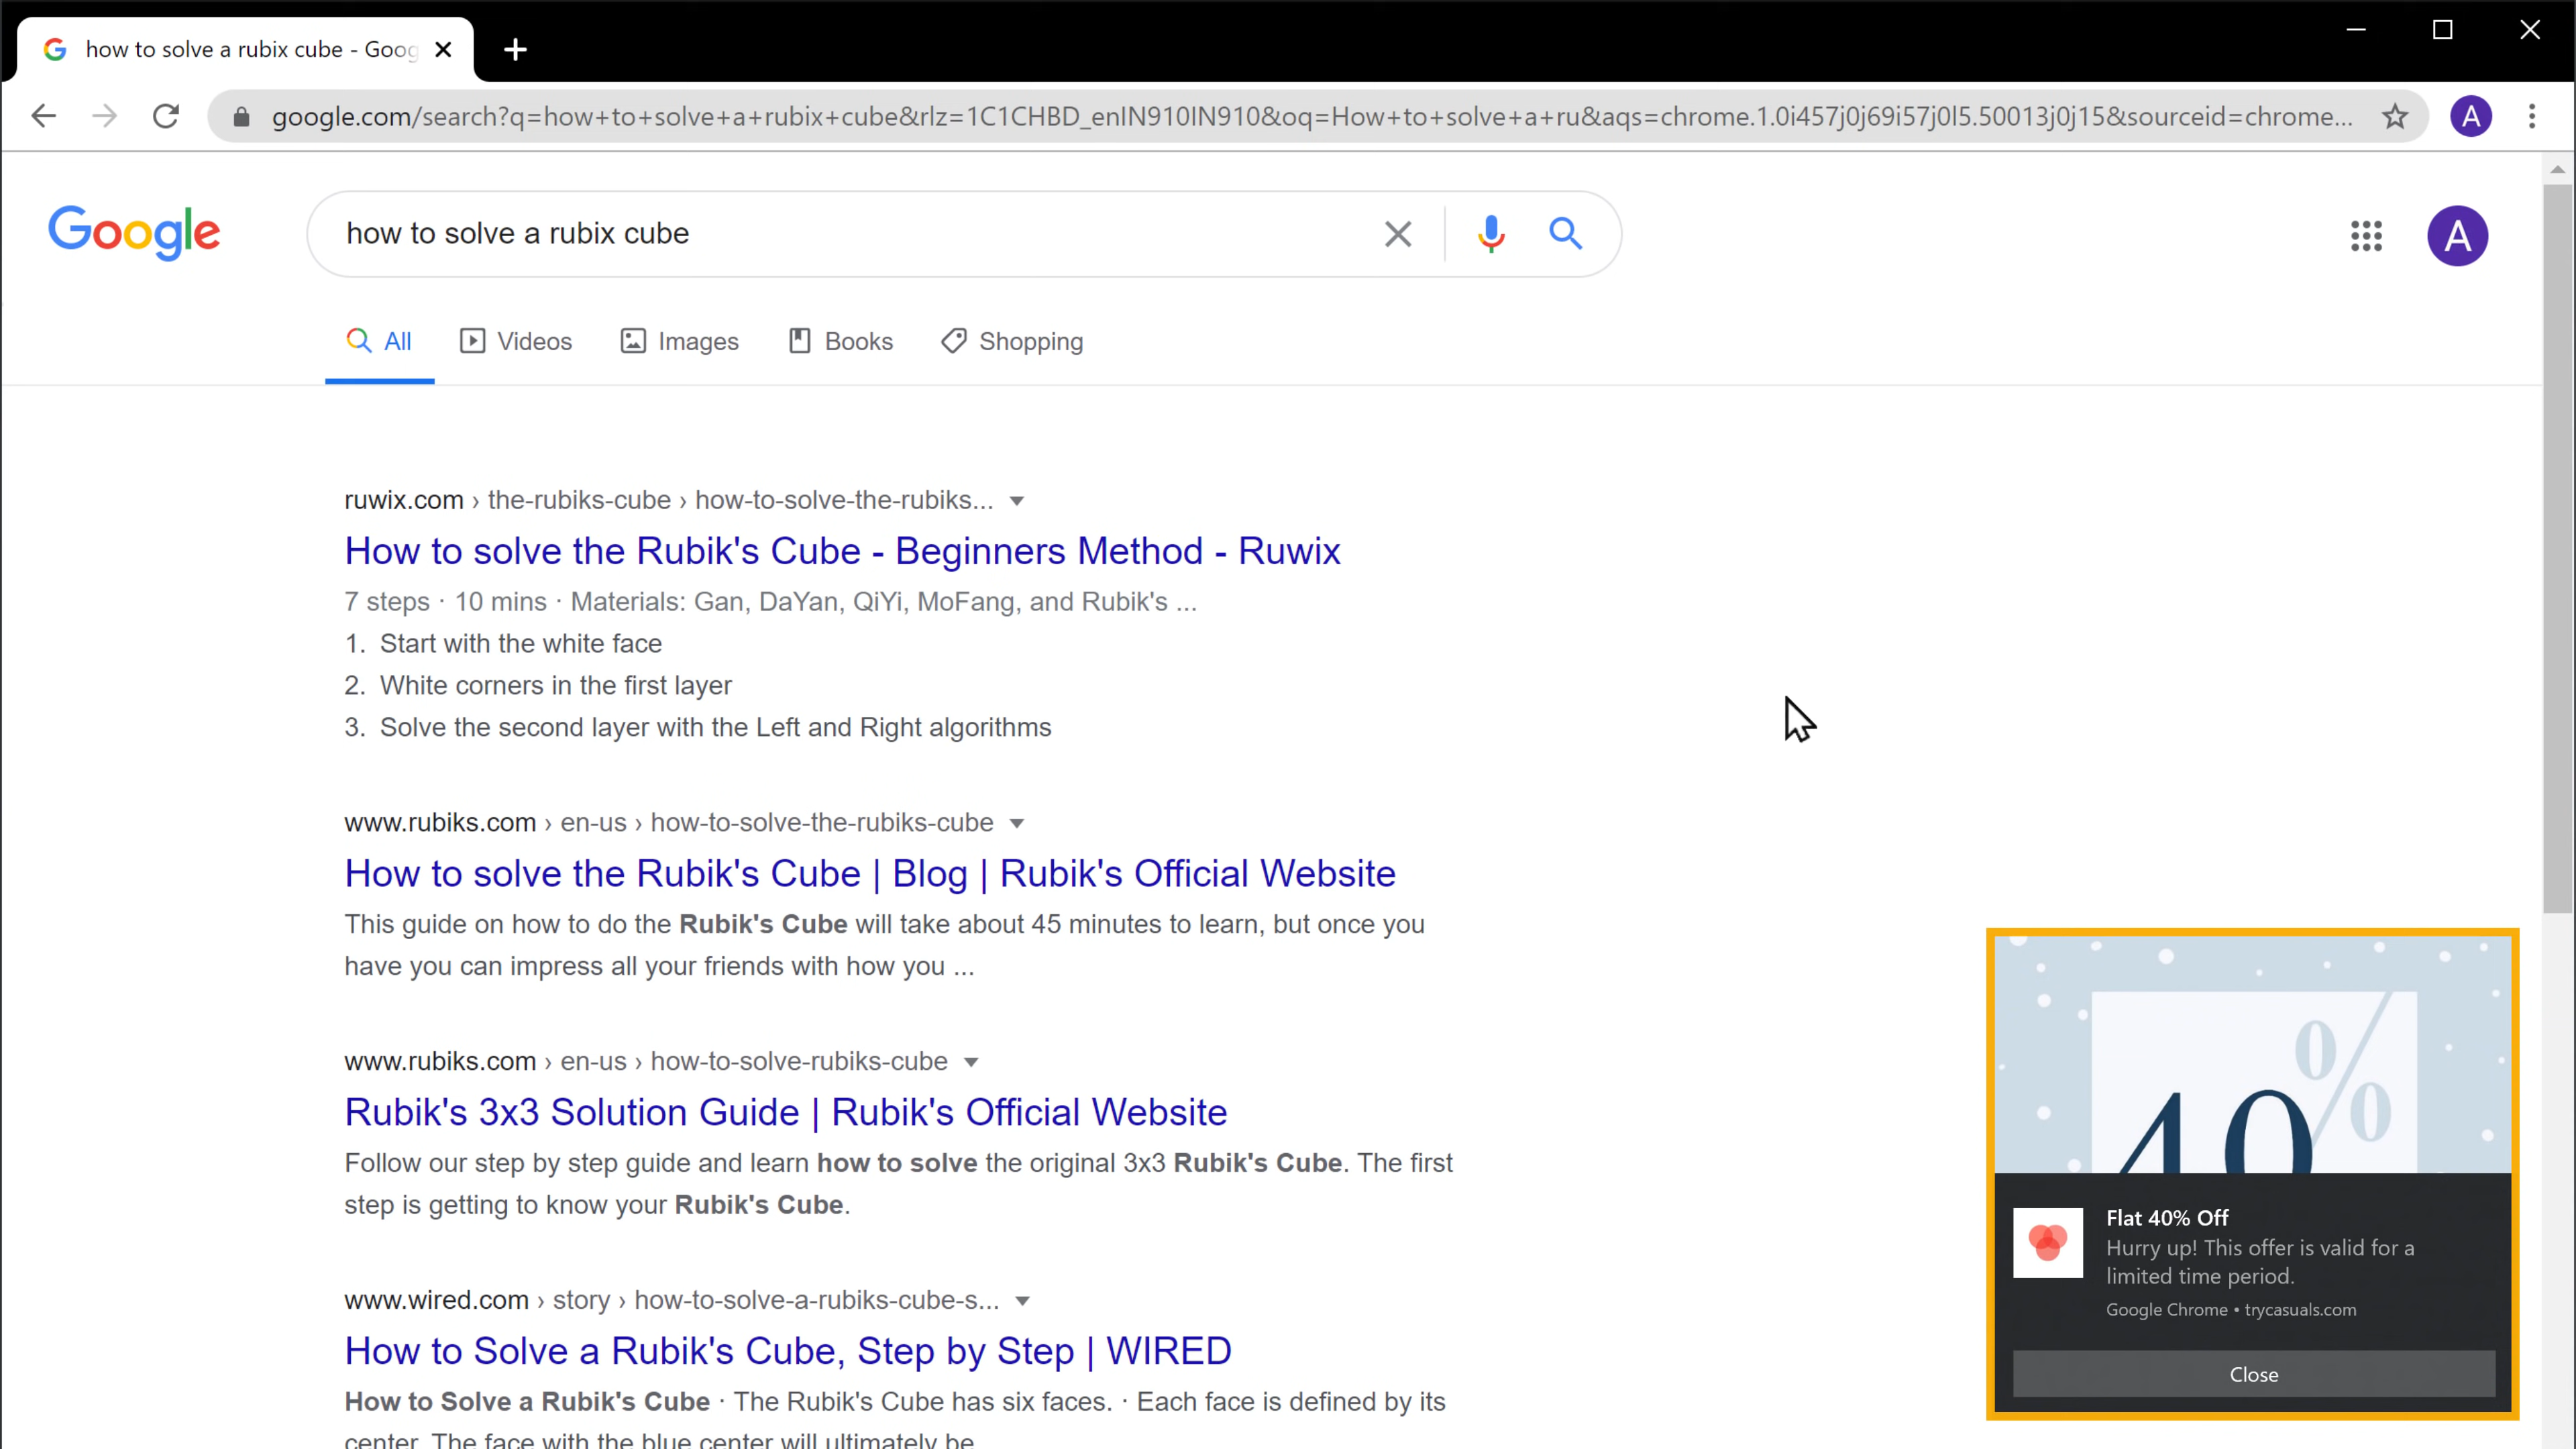 how to solve a rubix cube - Goog
google.com/search?q=how+to+solve+a+rubix+cube&rlz=1C1CHBD_enIN910IN910&oq=How+to+solve+a+ru&aqs=chrome.1.0i457j0j69i57j0l5.50013j0j15&sourceid=chrome...
A
Google
how to solve a rubix cube
A
All
Videos
Images
Books
Shopping
ruwix.com › the-rubiks-cube › how-to-solve-the-rubiks...
How to solve the Rubik's Cube - Beginners Method - Ruwix
7 steps · 10 mins · Materials: Gan, DaYan, QiYi, MoFang, and Rubik's ...
1. Start with the white face
2. White corners in the first layer
3. Solve the second layer with the Left and Right algorithms
www.rubiks.com › en-us › how-to-solve-the-rubiks-cube
How to solve the Rubik's Cube | Blog | Rubik's Official Website
This guide on how to do the Rubik's Cube will take about 45 minutes to learn, but once you
have you can impress all your friends with how you ...
www.rubiks.com › en-us › how-to-solve-rubiks-cube
Rubik's 3x3 Solution Guide | Rubik's Official Website
Follow our step by step guide and learn how to solve the original 3x3 Rubik's Cube. The first
step is getting to know your Rubik's Cube.
www.wired.com › story › how-to-solve-a-rubiks-cube-s...
How to Solve a Rubik's Cube, Step by Step | WIRED
How to Solve a Rubik's Cube · The Rubik's Cube has six faces. · Each face is defined by its
center. The face with the blue center will ultimately be
40%
Flat 40% Off
Hurry up! This offer is valid for a
limited time period.
Google Chrome • trycasuals.com
Close